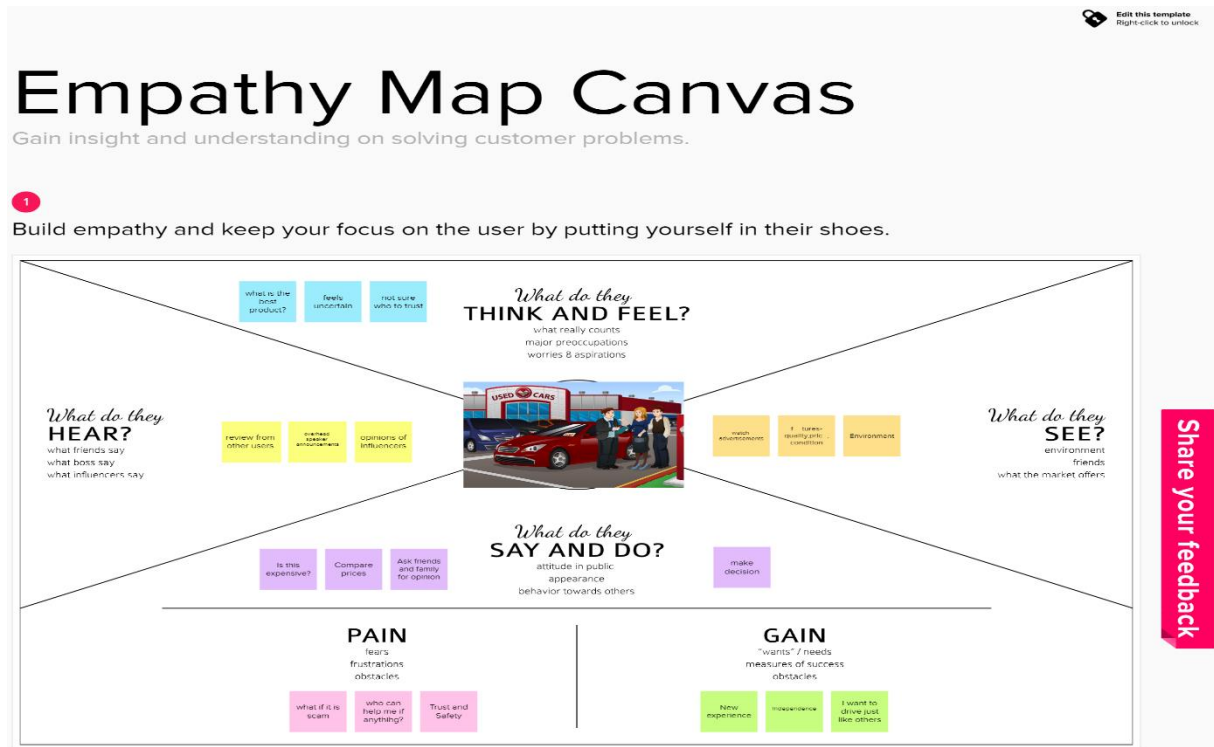 Edit this template
Right-click to unlock
Empathy Map Canvas
Gain insight and understanding on solving customer problems.
1
Build empathy and keep your focus on the user by putting yourself in their shoes.
what is the
best
product?
feels
uncertain
not sure
who to trust
What do they
THINK AND FEEL?
what really counts
major preoccupations
worries & aspirations
What do they
HEAR?
what friends say
what boss say
what influencers say
review from
other users
overhead
speaker
announcements
opinions of
influencers
USED CARS
watch
advertisements
quality,
condition
Environment
What do they
SEE?
environment
friends
what the market offers
What do they
SAY AND DO?
attitude in public
appearance
behavior towards others
Is this
expensive?
Compare
prices
Ask friends
and family
for opinion
make
decision
PAIN
fears
frustrations
obstacles
what if it is
scam
who can
help me if
anything?
Trust and
Safety
GAIN
"wants" / needs
measures of success
obstacles
New
experience
Independence
I want to
drive just
like others
Share your feedback